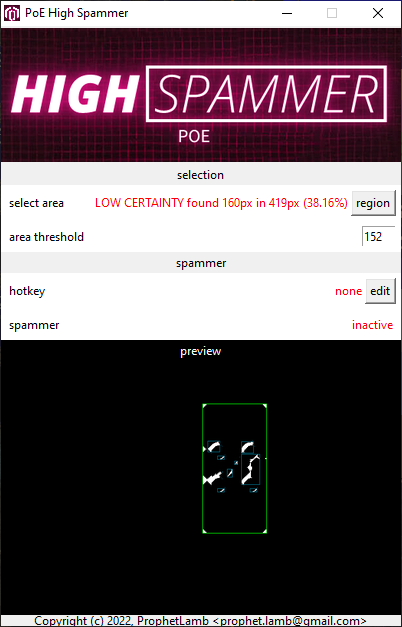 PoE High Spammer
HIGH SPAMMER
POE
selection
select area LOW CERTAINTY found 160px in 419px (38.16%) region
area threshold 152
spammer
hotkey none edit
spammer inactive
preview
Copyright (c) 2022, ProphetLamb <prophet.lamb@gmail.com>